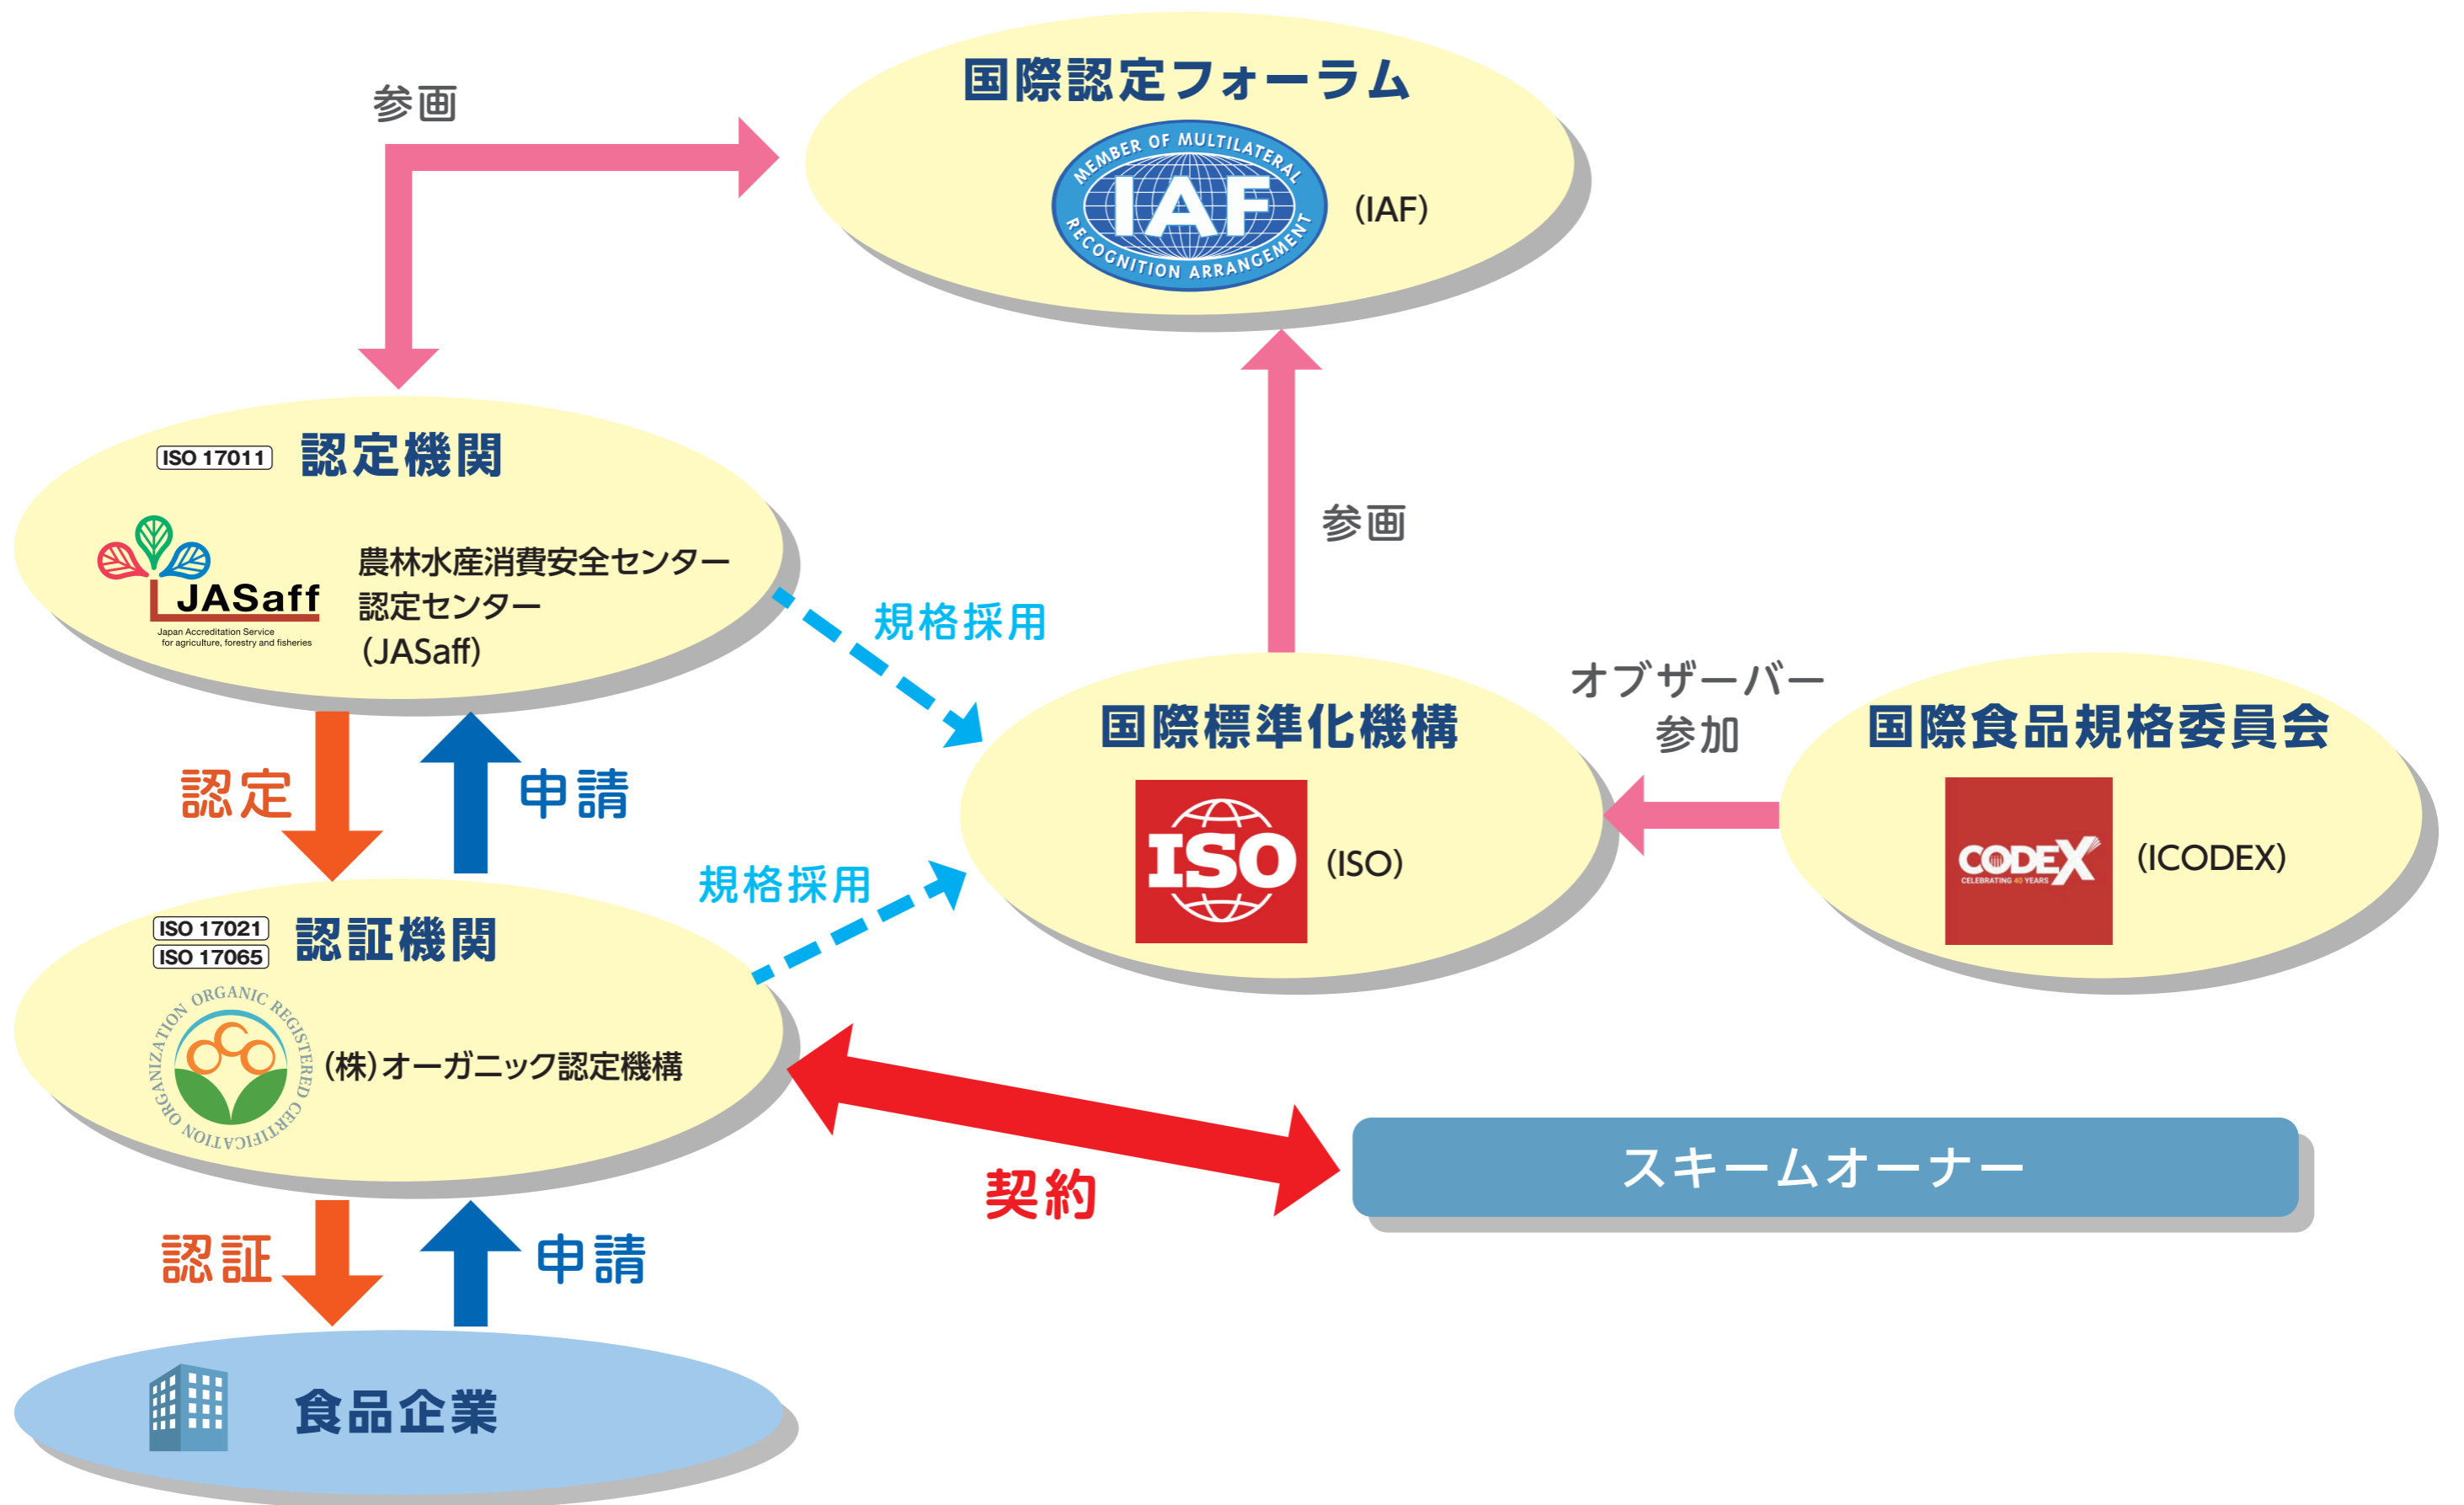 国際認定フォーラム
MEMBER OF MULTILATERAL
IAF
RECOGNITION ARRANGEMENT
(IAF)
参画
ISO 17011
認定機関
JASaff
Japan Accreditation Service
for agriculture, forestry and fisheries
農林水産消費安全センター
認定センター
(JASaff)
規格採用
参画
認定
申請
国際標準化機構
ISO
(ISO)
オブザーバー
参加
国際食品規格委員会
CODEX
CELEBRATING 40 YEARS
(ICODEX)
規格採用
ISO 17021
ISO 17065
認証機関
ORGANIC REGISTERED CERTIFICATION ORGANIZATION
(株)オーガニック認定機構
契約
スキームオーナー
認証
申請
食品企業